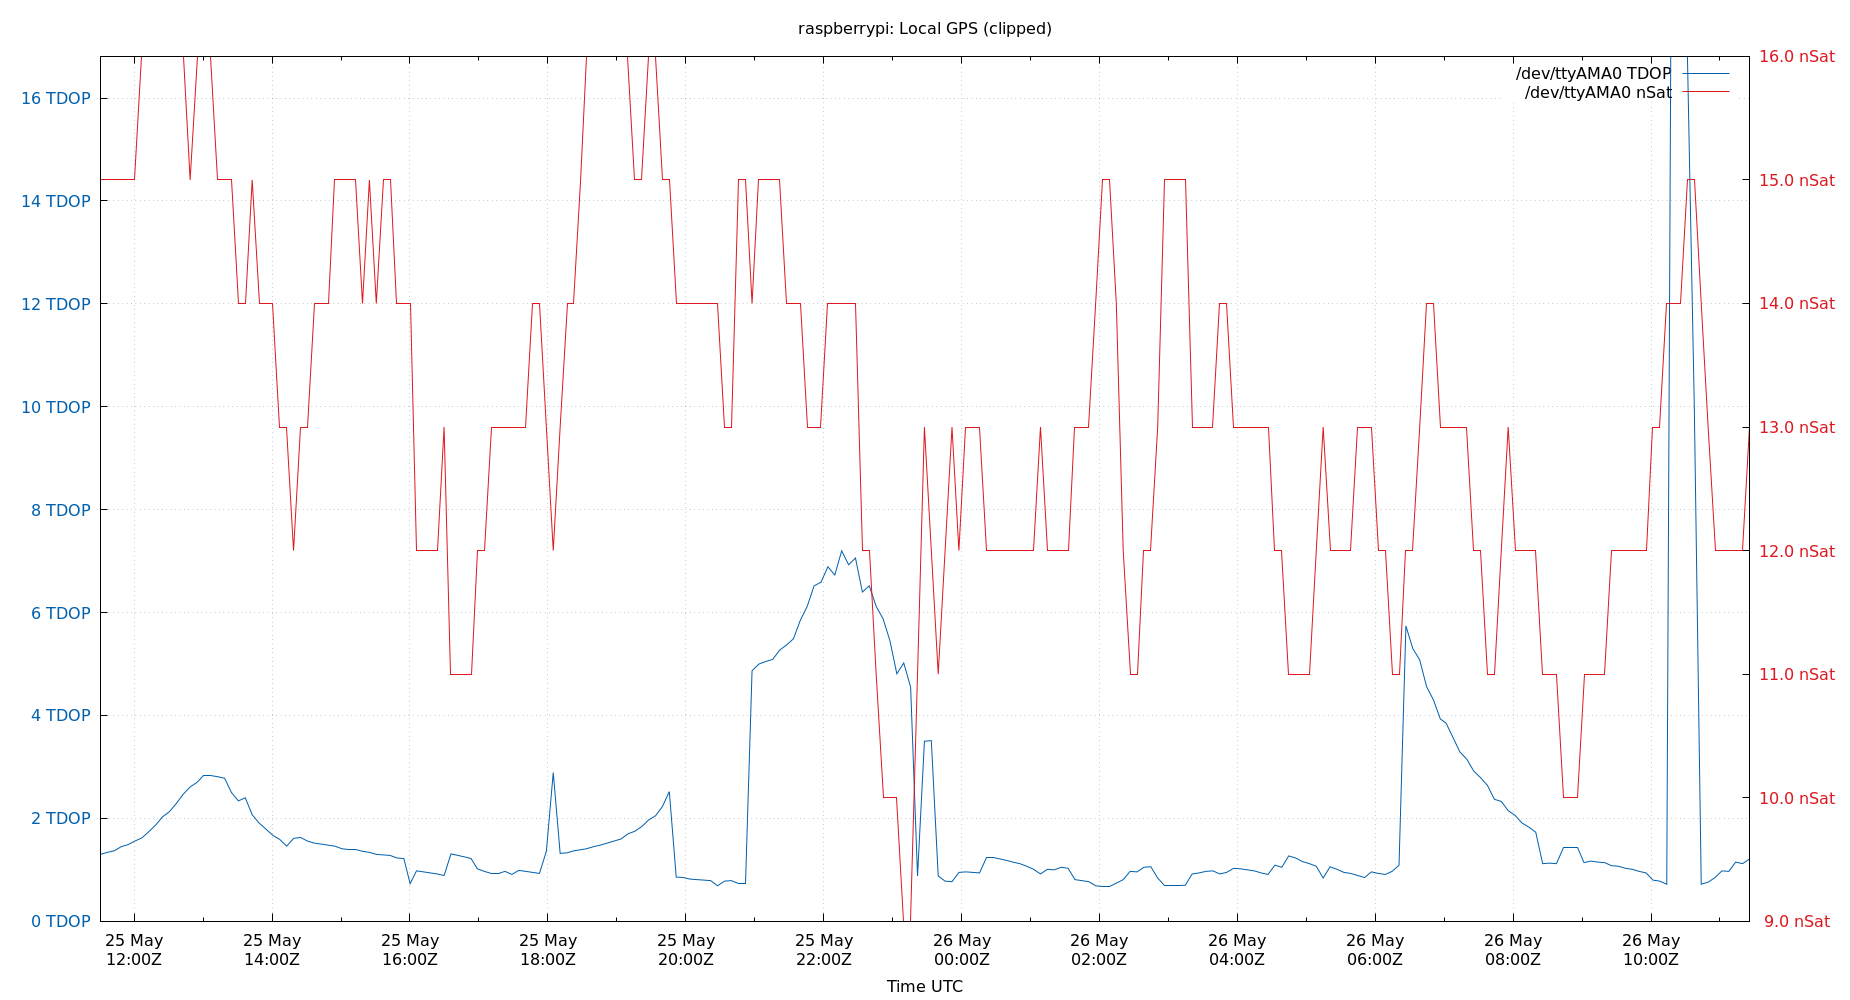 raspberrypi: Local GPS (clipped)
/dev/ttyAMA0 TDOP
/dev/ttyAMA0 nSat
16 TDOP
14 TDOP
12 TDOP
10 TDOP
8 TDOP
6 TDOP
4 TDOP
2 TDOP
0 TDOP
16.0 nSat
15.0 nSat
14.0 nSat
13.0 nSat
12.0 nSat
11.0 nSat
10.0 nSat
9.0 nSat
25 May
12:00Z
25 May
14:00Z
25 May
16:00Z
25 May
18:00Z
25 May
20:00Z
25 May
22:00Z
26 May
00:00Z
26 May
02:00Z
26 May
04:00Z
26 May
06:00Z
26 May
08:00Z
26 May
10:00Z
Time UTC